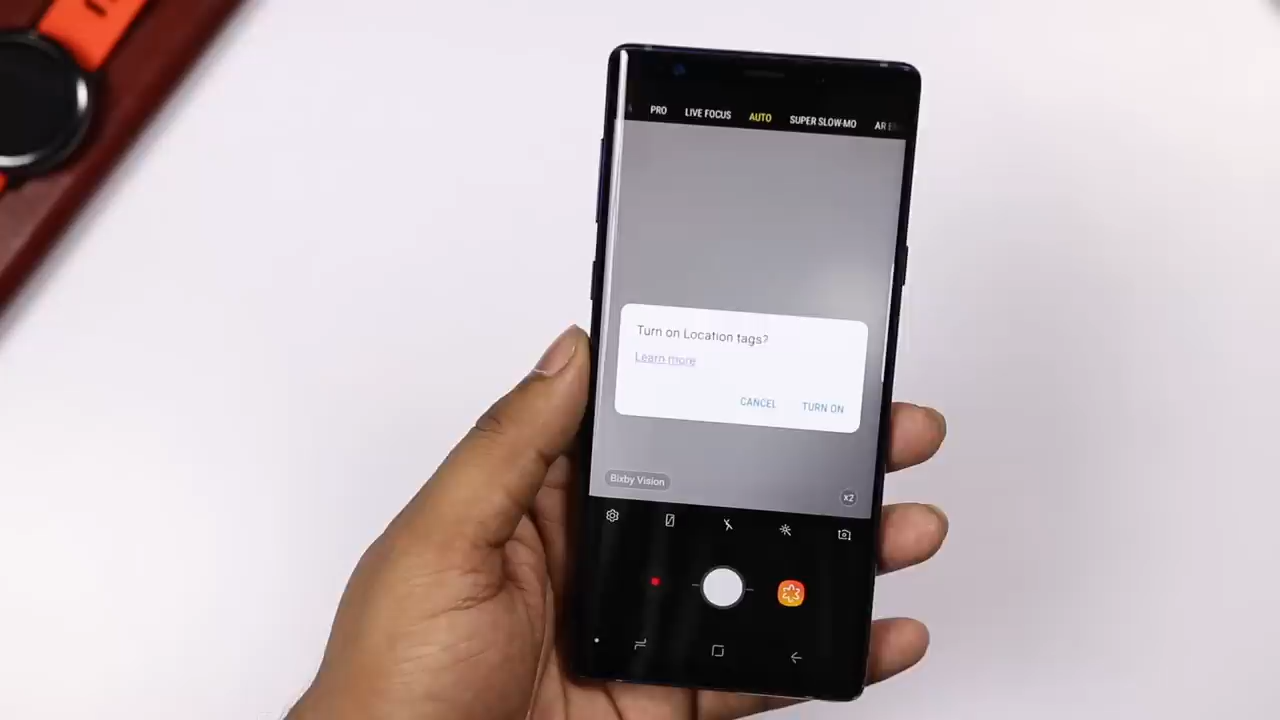 PRO LIVE FOCUS AUTO SUPER SLOW-MO AR
Turn on Location tags?
Learn more
CANCEL TURN ON
Bixby Vision x2